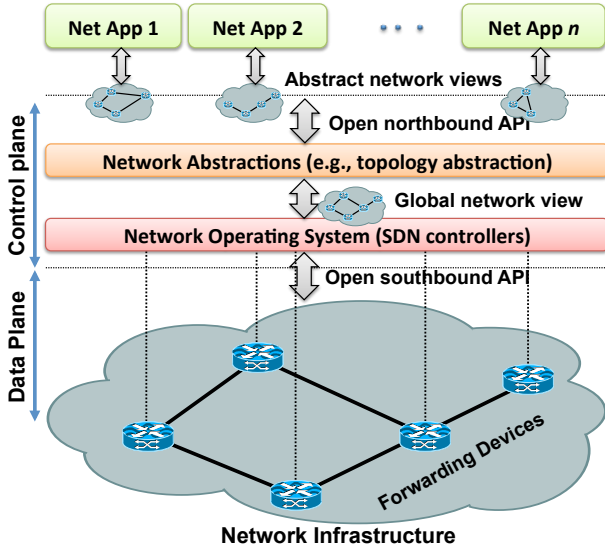 Net App 1
Net App 2
Net App n
Abstract network views
Open northbound API
Network Abstractions (e.g., topology abstraction)
Global network view
Network Operating System (SDN controllers)
Open southbound API
Control plane
Data Plane
Forwarding Devices
Network Infrastructure